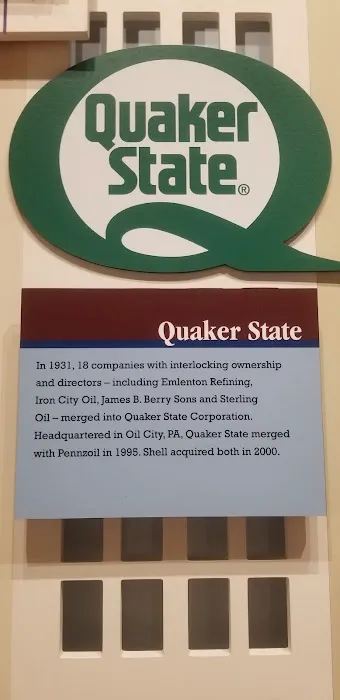 Quaker
State®
Quaker State
In 1931, 18 companies with interlocking ownership
and directors – including Emlenton Refining,
Iron City Oil, James B. Berry Sons and Sterling
Oil – merged into Quaker State Corporation.
Headquartered in Oil City, PA, Quaker State merged
with Pennzoil in 1995. Shell acquired both in 2000.